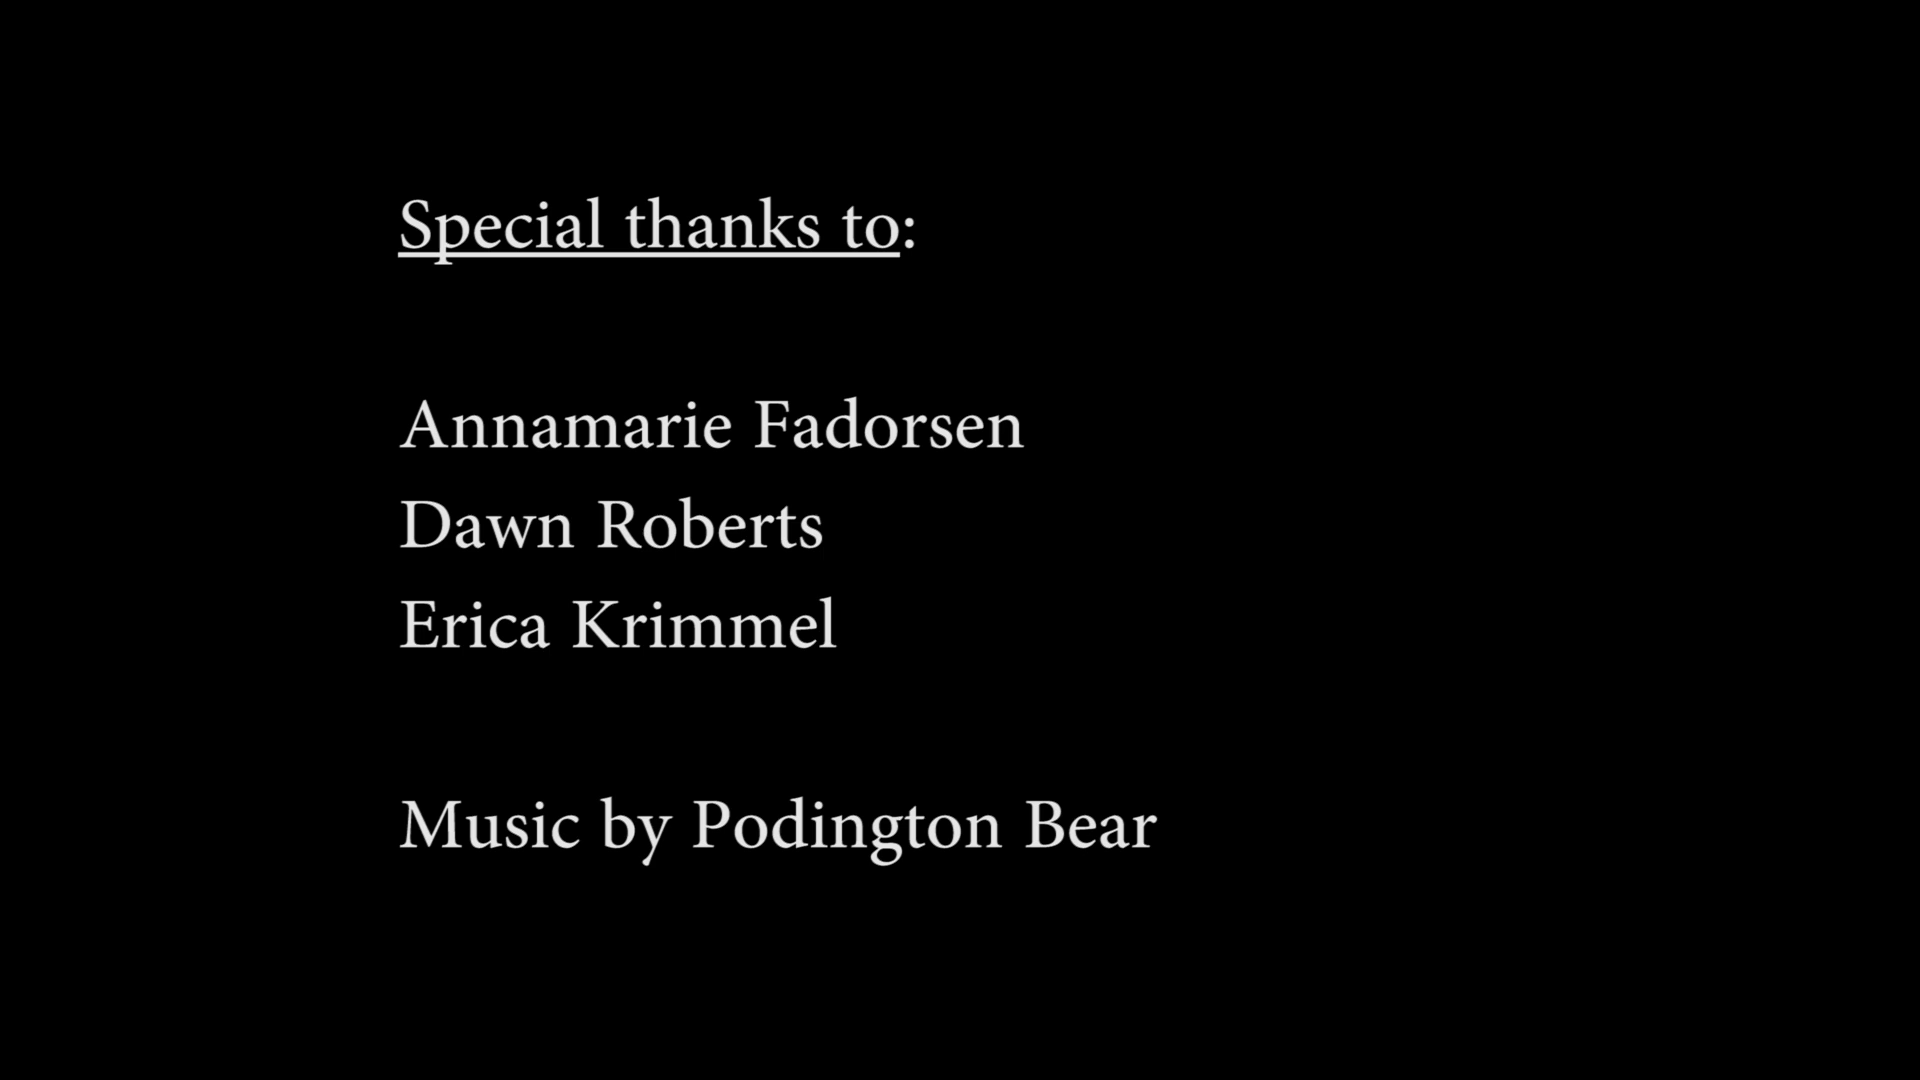 Special thanks to:
Annamarie Fadorsen
Dawn Roberts
Erica Krimmel
Music by Podington Bear